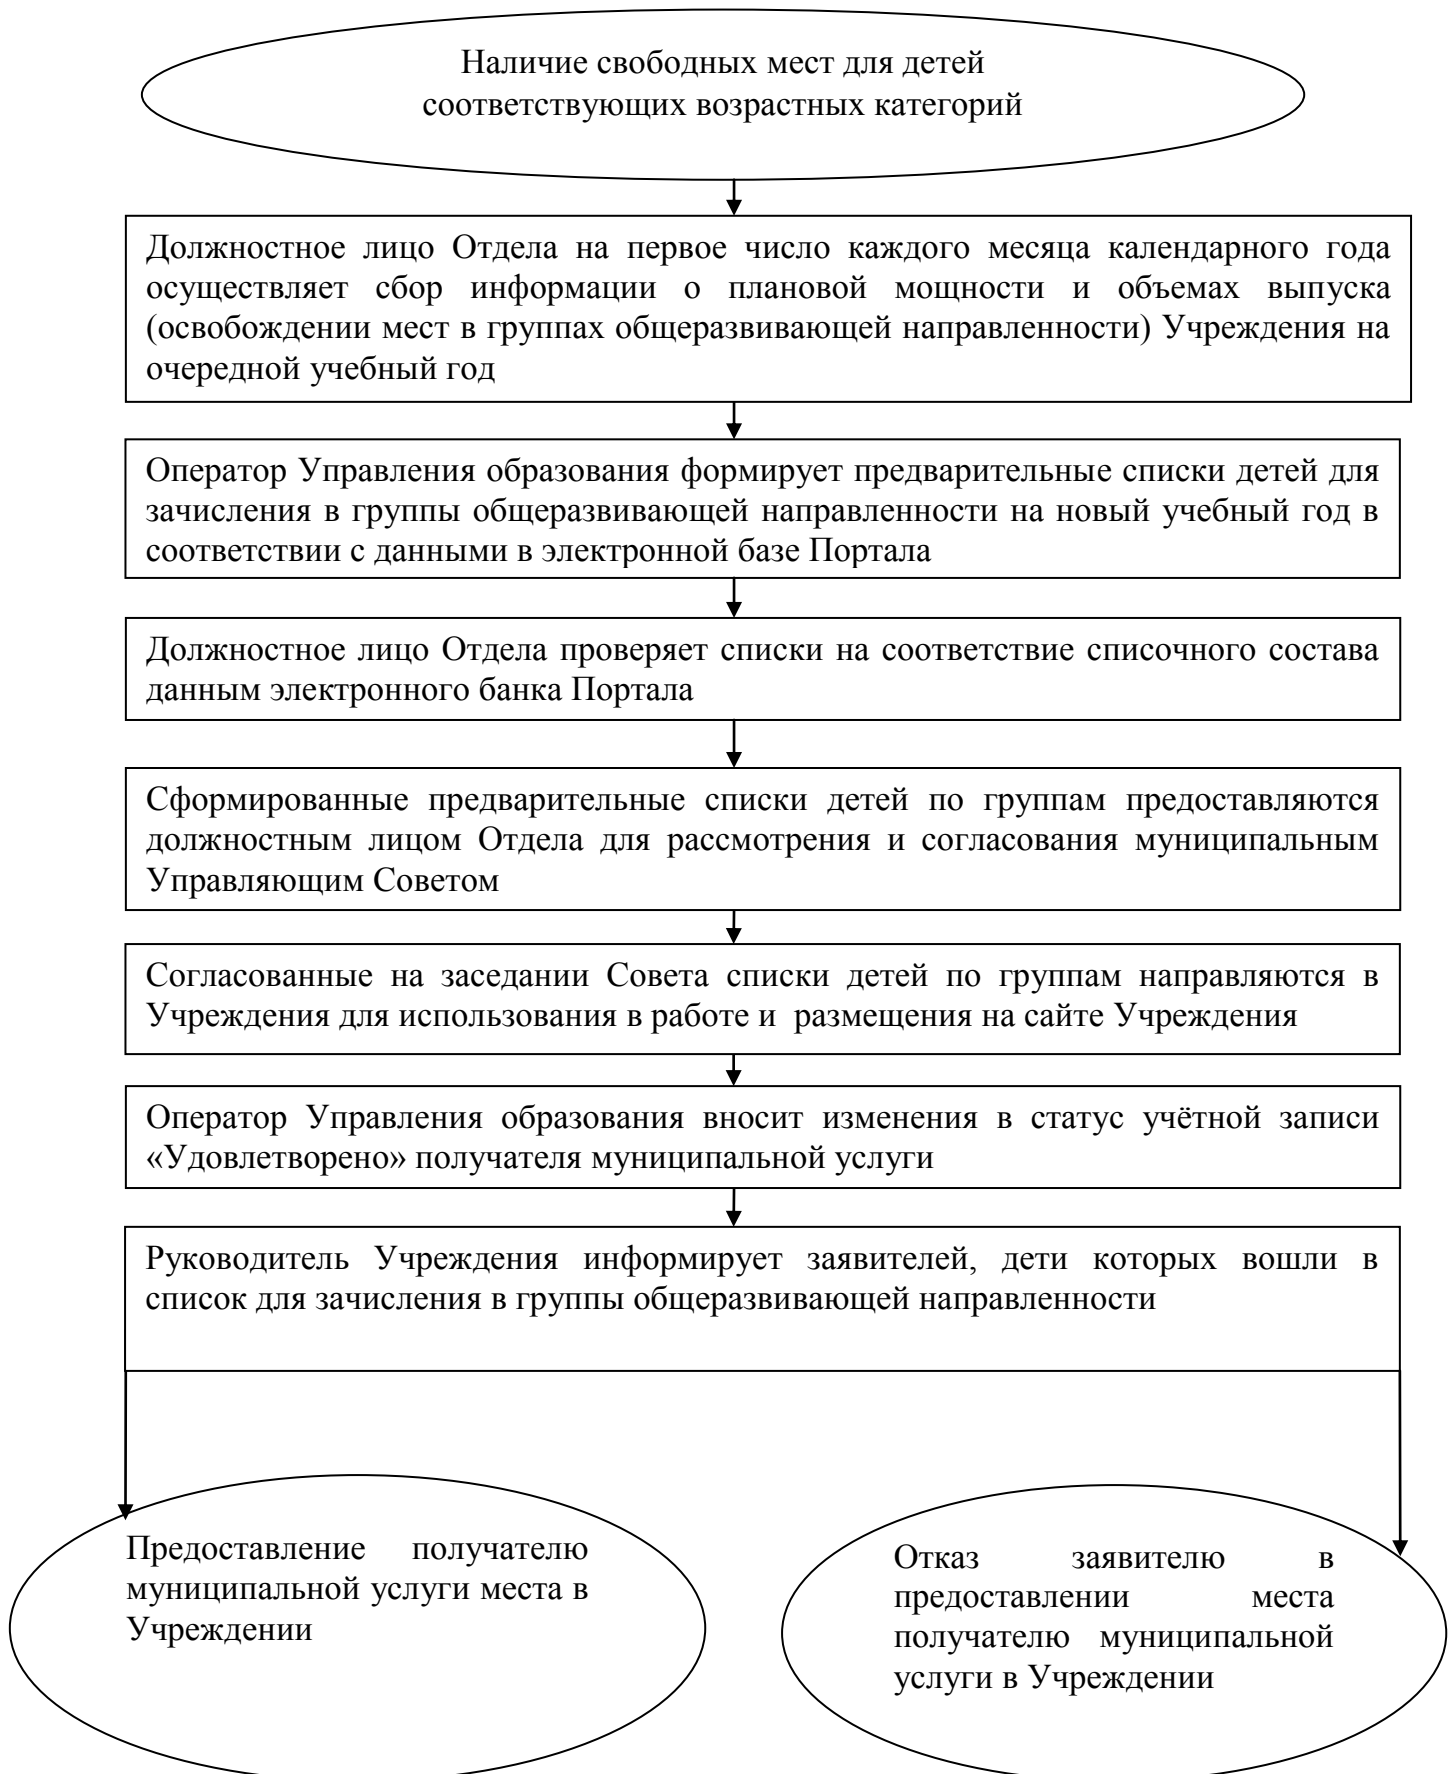 Наличие свободных мест для детей
соответствующих возрастных категорий
Должностное лицо Отдела на первое число каждого месяца календарного года
осуществляет сбор информации о плановой мощности и объемах выпуска
(освобождении мест в группах общеразвивающей направленности) Учреждения на
очередной учебный год
Оператор Управления образования формирует предварительные списки детей для
зачисления в группы общеразвивающей направленности на новый учебный год в
соответствии с данными в электронной базе Портала
Должностное лицо Отдела проверяет списки на соответствие списочного состава
данным электронного банка Портала
Сформированные предварительные списки детей по группам предоставляются
должностным лицом Отдела для рассмотрения и согласования муниципальным
Управляющим Советом
Согласованные на заседании Совета списки детей по группам направляются в
Учреждения для использования в работе и размещения на сайте Учреждения
Оператор Управления образования вносит изменения в статус учётной записи
«Удовлетворено» получателя муниципальной услуги
Руководитель Учреждения информирует заявителей, дети которых вошли в
список для зачисления в группы общеразвивающей направленности
Предоставление получателю
муниципальной услуги места в
Учреждении
Отказ заявителю в
предоставлении места
получателю муниципальной
услуги в Учреждении